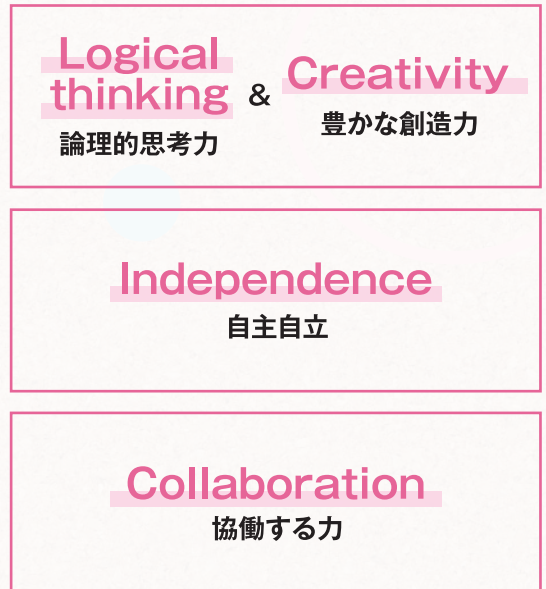 Logical
thinking
&
Creativity
論理的思考力
豊かな創造力
Independence
自主自立
Collaboration
協働する力